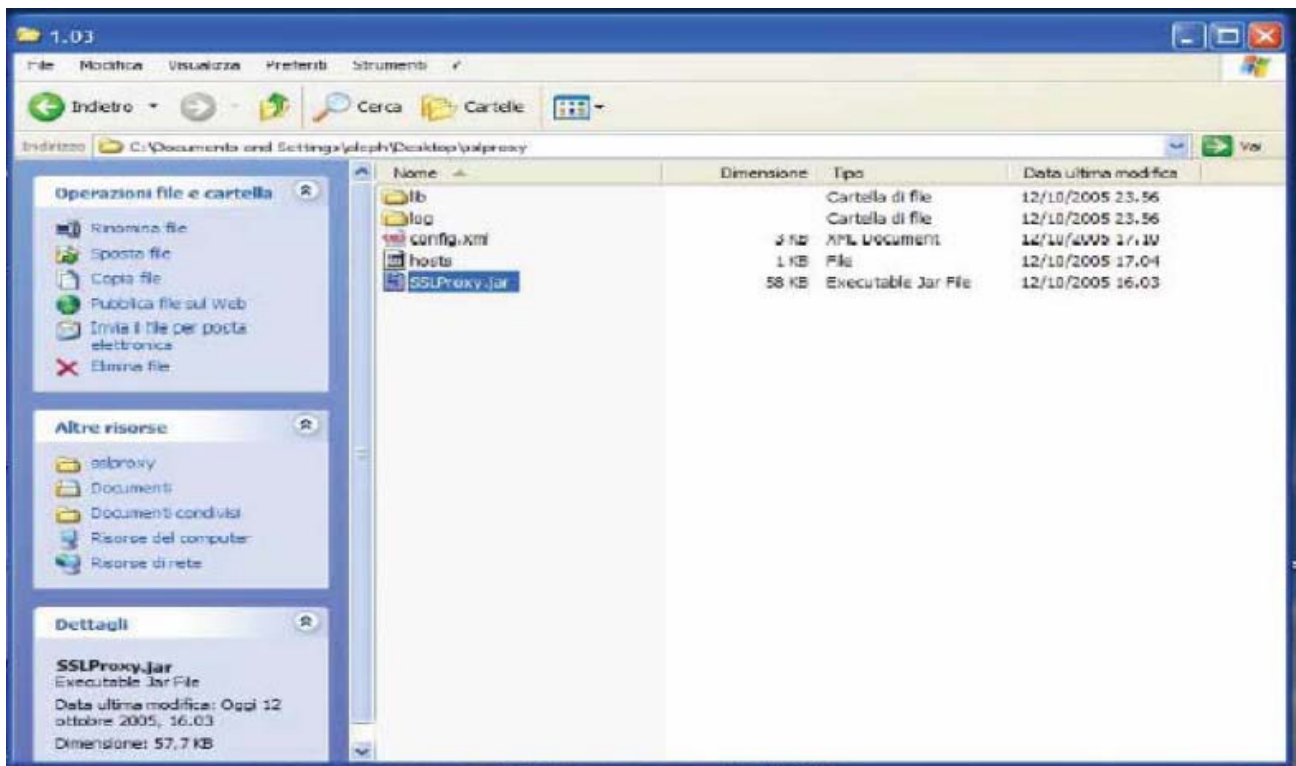 1.03
File Modifica Visualizza Preferiti Strumenti ?
Indietro Cerca Cartelle
Indirizzo C:\Documents and Settings\aleph\Desktop\sslproxy Vai
Operazioni file e cartella
Rinomina file
Sposta file
Copia file
Pubblica file sul Web
Invia il file per posta
elettronica
Elimina file
Altre risorse
sslproxy
Documenti
Documenti condivisi
Risorse del computer
Risorse di rete
Dettagli
SSLProxy.jar
Executable Jar File
Data ultima modifica: Oggi 12
ottobre 2005, 16.03
Dimensione: 57,7 KB
Nome Dimensione Tipo Data ultima modifica
lib Cartella di file 12/10/2005 23.56
log Cartella di file 12/10/2005 23.56
config.xml 3 KB XML Document 12/10/2005 17.10
hosts 1 KB File 12/10/2005 17.04
SSLProxy.jar 58 KB Executable Jar File 12/10/2005 16.03